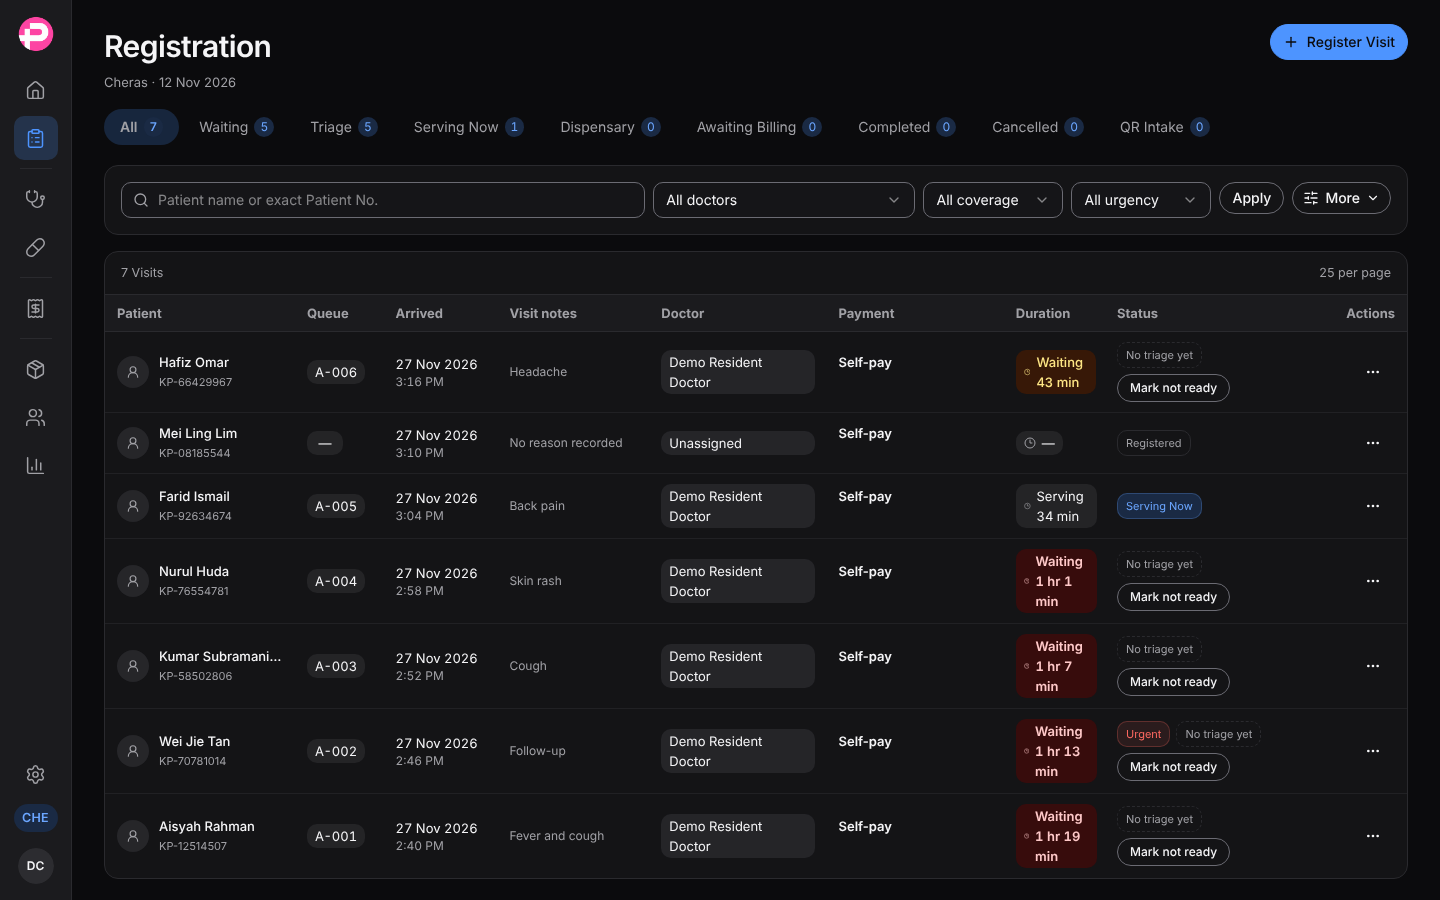 Registration
Register Visit
Cheras · 12 Nov 2026
All 7
Waiting 5
Triage 5
Serving Now 1
Dispensary 0
Awaiting Billing 0
Completed 0
Cancelled 0
QR Intake 0
Patient name or exact Patient No.
All doctors
All coverage
All urgency
Apply
More
7 Visits
25 per page
Patient
Queue
Arrived
Visit notes
Doctor
Payment
Duration
Status
Actions
Hafiz Omar
KP-66429967
A-006
27 Nov 2026
3:16 PM
Headache
Demo Resident
Doctor
Self-pay
Waiting
43 min
No triage yet
Mark not ready
Mei Ling Lim
KP-08185544
—
27 Nov 2026
3:10 PM
No reason recorded
Unassigned
Self-pay
—
Registered
Farid Ismail
KP-92634674
A-005
27 Nov 2026
3:04 PM
Back pain
Demo Resident
Doctor
Self-pay
Serving
34 min
Serving Now
Nurul Huda
KP-76554781
A-004
27 Nov 2026
2:58 PM
Skin rash
Demo Resident
Doctor
Self-pay
Waiting
1 hr 1
min
No triage yet
Mark not ready
Kumar Subramani...
KP-58502806
A-003
27 Nov 2026
2:52 PM
Cough
Demo Resident
Doctor
Self-pay
Waiting
1 hr 7
min
No triage yet
Mark not ready
Wei Jie Tan
KP-70781014
A-002
27 Nov 2026
2:46 PM
Follow-up
Demo Resident
Doctor
Self-pay
Waiting
1 hr 13
min
Urgent
No triage yet
Mark not ready
Aisyah Rahman
KP-12514507
A-001
27 Nov 2026
2:40 PM
Fever and cough
Demo Resident
Doctor
Self-pay
Waiting
1 hr 19
min
No triage yet
Mark not ready
CHE
DC